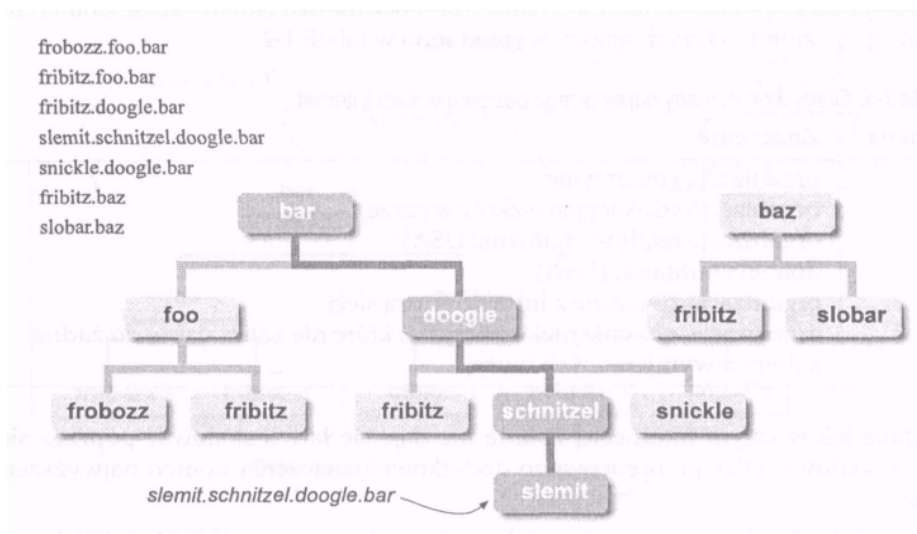 frobozz.foo.bar
fribitz.foo.bar
fribitz.doogle.bar
slemit.schnitzel.doogle.bar
snickle.doogle.bar
fribitz.baz
slobar.baz
bar
baz
foo
doogle
fribitz
slobar
frobozz
fribitz
fribitz
schnitzel
snickle
slemit
slemit.schnitzel.doogle.bar